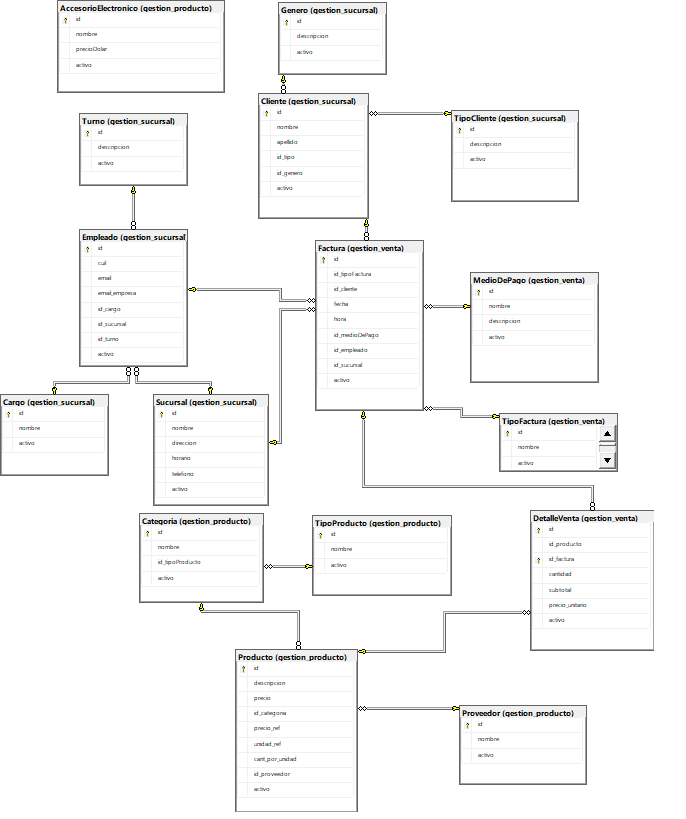 AccesorioElectronico (gestion_producto)
id
nombre
precioDolar
activo
Genero (gestion_sucursal)
id
descripcion
activo
Turno (gestion_sucursal)
id
descripcion
activo
Cliente (gestion_sucursal)
id
nombre
apellido
id_tipo
id_genero
activo
TipoCliente (gestion_sucursal)
id
descripcion
activo
Empleado (gestion_sucursal
id
cuil
email
email_empresa
id_cargo
id_sucursal
id_turno
activo
Factura (gestion_venta)
id
id_tipoFactura
id_cliente
fecha
hora
id_medioDePago
id_empleado
id_sucursal
activo
MedioDePago (gestion_venta)
id
nombre
descripcion
activo
Cargo (gestion_sucursal)
id
nombre
activo
Sucursal (gestion_sucursal)
id
nombre
direccion
horario
telefono
activo
TipoFactura (gestion_venta)
id
nombre
activo
Categoria (gestion_producto)
id
nombre
id_tipoProducto
activo
TipoProducto (gestion_producto)
id
nombre
activo
DetalleVenta (gestion_venta)
id
id_producto
id_factura
cantidad
subtotal
precio_unitario
activo
Producto (gestion_producto)
id
descripcion
precio
id_categoria
precio_ref
unidad_ref
cant_por_unidad
id_proveedor
activo
Proveedor (gestion_producto)
id
nombre
activo